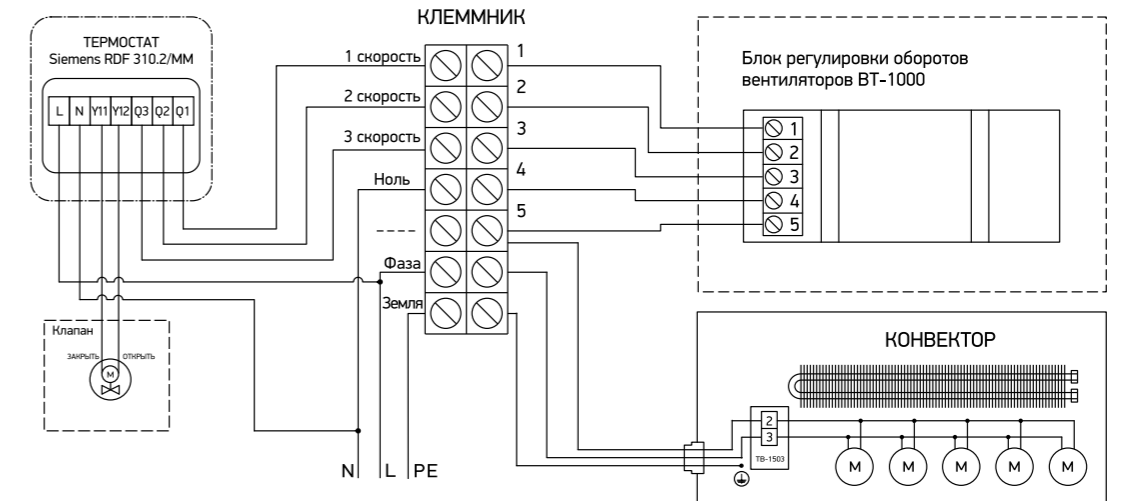 КЛЕММНИК
ТЕРМОСТАТ
Siemens RDF 310.2/MM
L N Y11 Y12 Q3 Q2 Q1
1 скорость
2 скорость
3 скорость
Ноль
----
Фаза
Земля
1
2
3
4
5
Блок регулировки оборотов
вентиляторов ВТ-1000
1
2
3
4
5
Клапан
ЗАКРЫТЬ
ОТКРЫТЬ
M
N L PE
КОНВЕКТОР
2
3
TB-1503
M M M M M